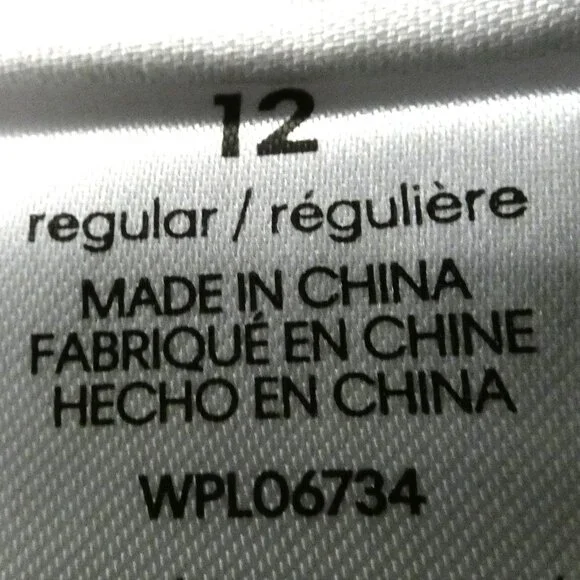 12
regular / régulière
MADE IN CHINA
FABRIQUÉ EN CHINE
HECHO EN CHINA
WPL06734